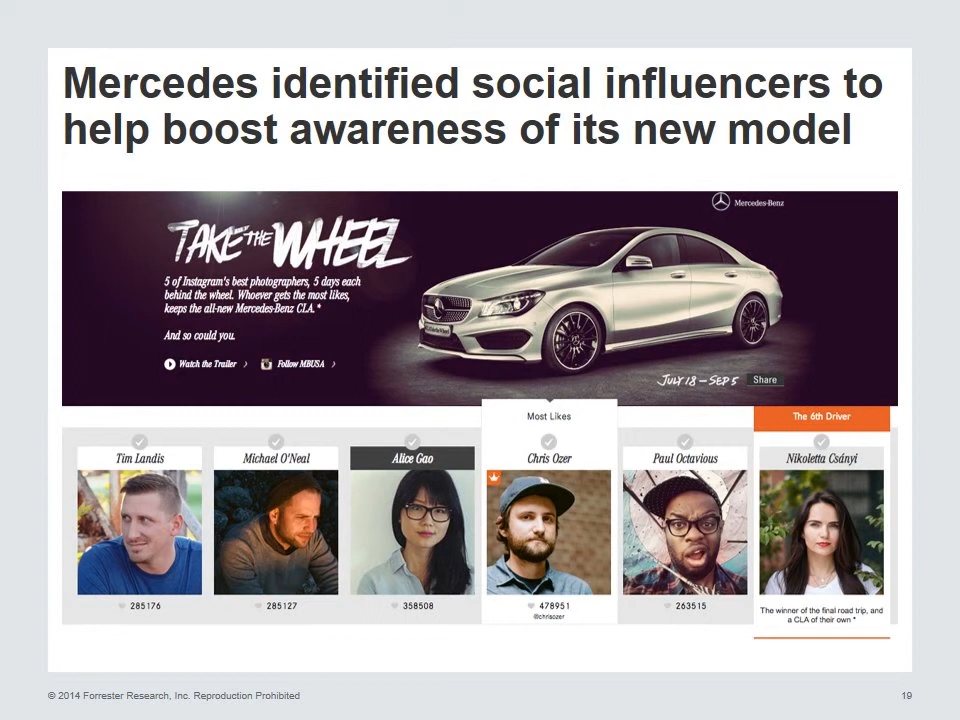 Mercedes identified social influencers to
help boost awareness of its new model
Mercedes-Benz
TAKE THE WHEEL
5 of Instagram's best photographers, 5 days each
behind the wheel. Whoever gets the most likes,
keeps the all-new Mercedes-Benz CLA.*
And so could you.
Watch the Trailer › Follow MBUSA ›
JULY 18 – SEP 5 Share
Most Likes
The 6th Driver
Tim Landis
Michael O'Neal
Alice Gao
Chris Ozer
Paul Octavious
Nikoletta Csányi
285176
285127
358508
478951
@chrisozer
263515
The winner of the final road trip, and
a CLA of their own *
© 2014 Forrester Research, Inc. Reproduction Prohibited
19